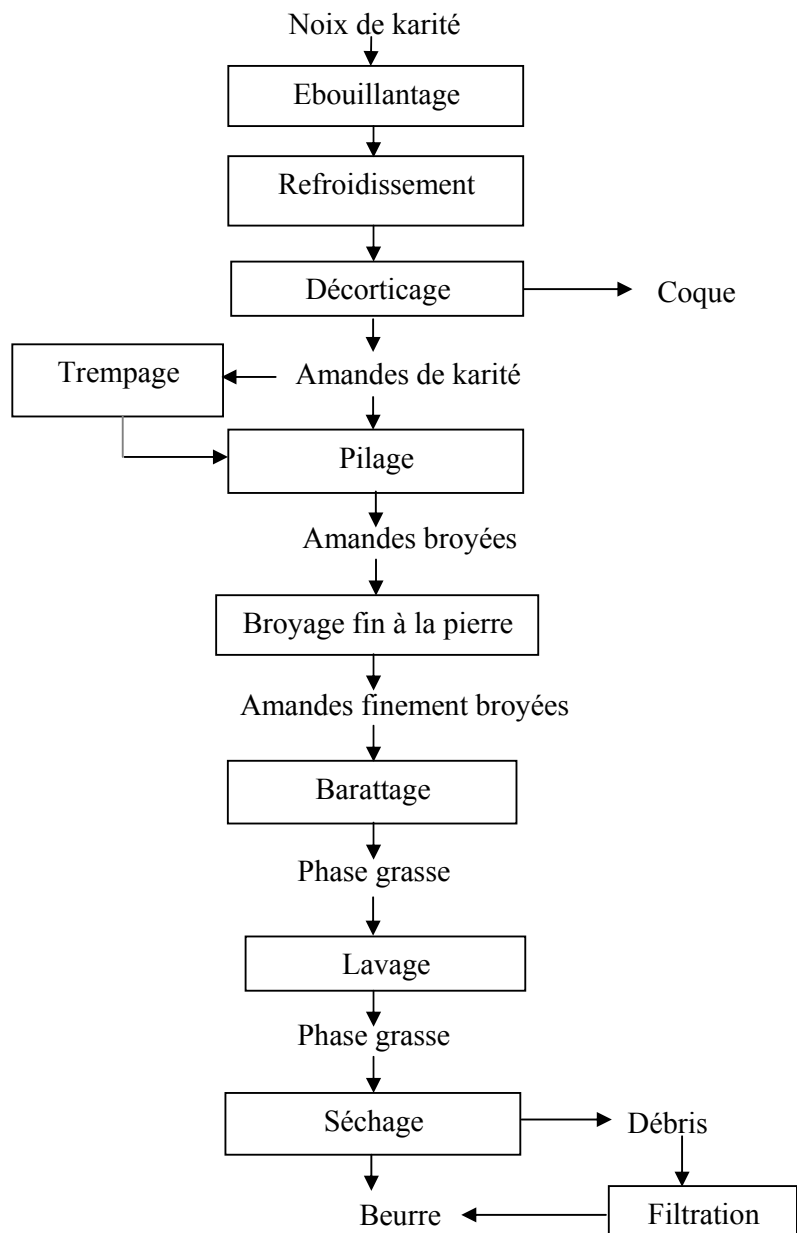 Noix de karité
Ebouillantage
Refroidissement
Décorticage
Coque
Trempage
Amandes de karité
Pilage
Amandes broyées
Broyage fin à la pierre
Amandes finement broyées
Barattage
Phase grasse
Lavage
Phase grasse
Séchage
Débris
Beurre
Filtration